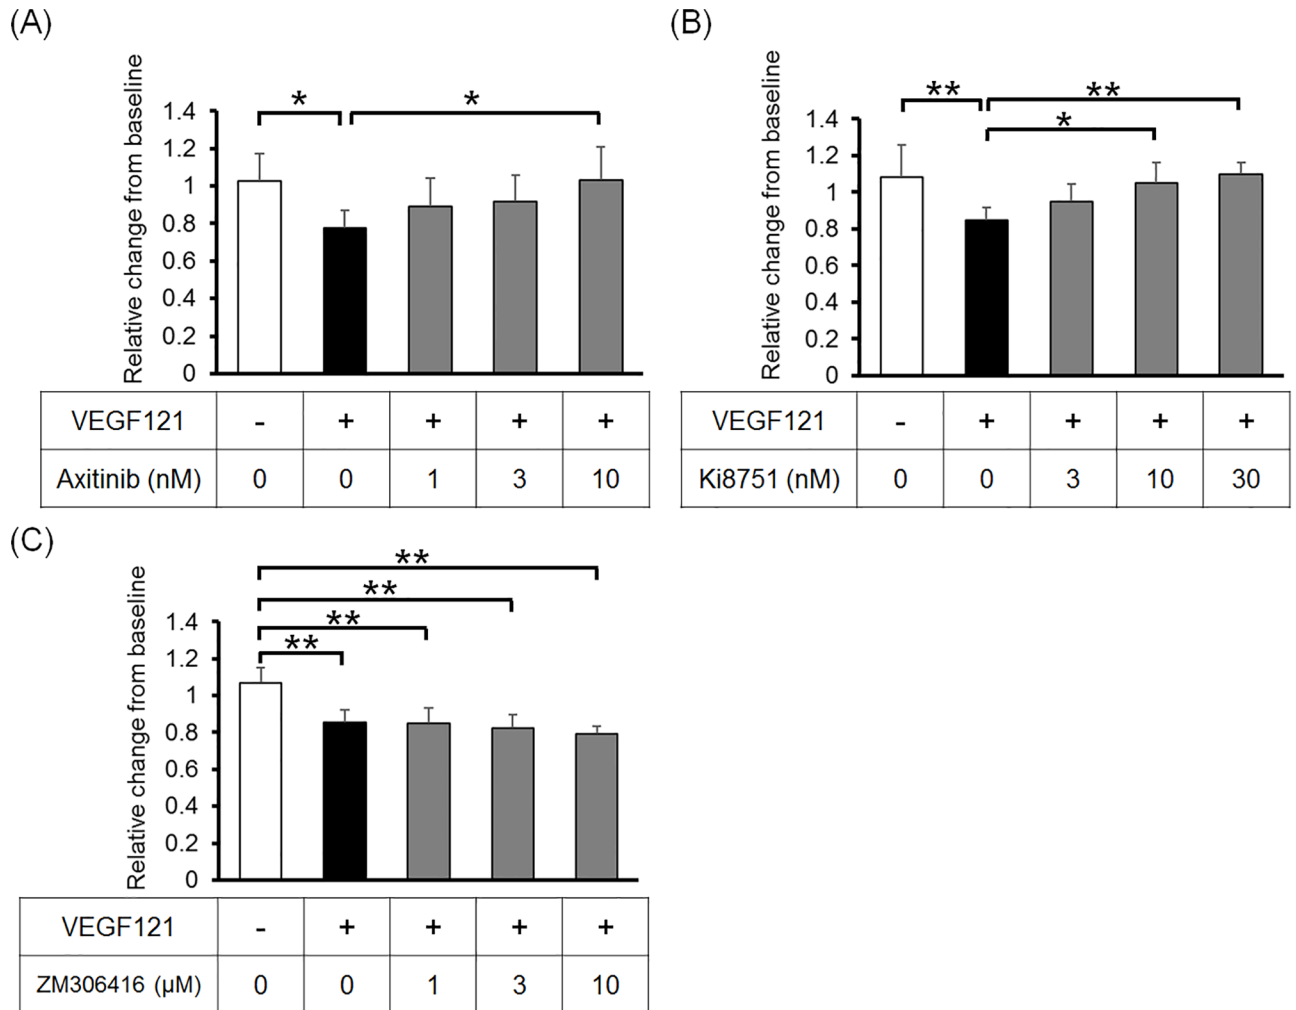 (A)
Relative change from baseline
* *
1.4
1.2
1
0.8
0.6
0.4
0.2
0
VEGF121 - + + + +
Axitinib (nM) 0 0 1 3 10
(B)
Relative change from baseline
** **
*
1.4
1.2
1
0.8
0.6
0.4
0.2
0
VEGF121 - + + + +
Ki8751 (nM) 0 0 3 10 30
(C)
Relative change from baseline
**
**
**
**
1.4
1.2
1
0.8
0.6
0.4
0.2
0
VEGF121 - + + + +
ZM306416 (μM) 0 0 1 3 10